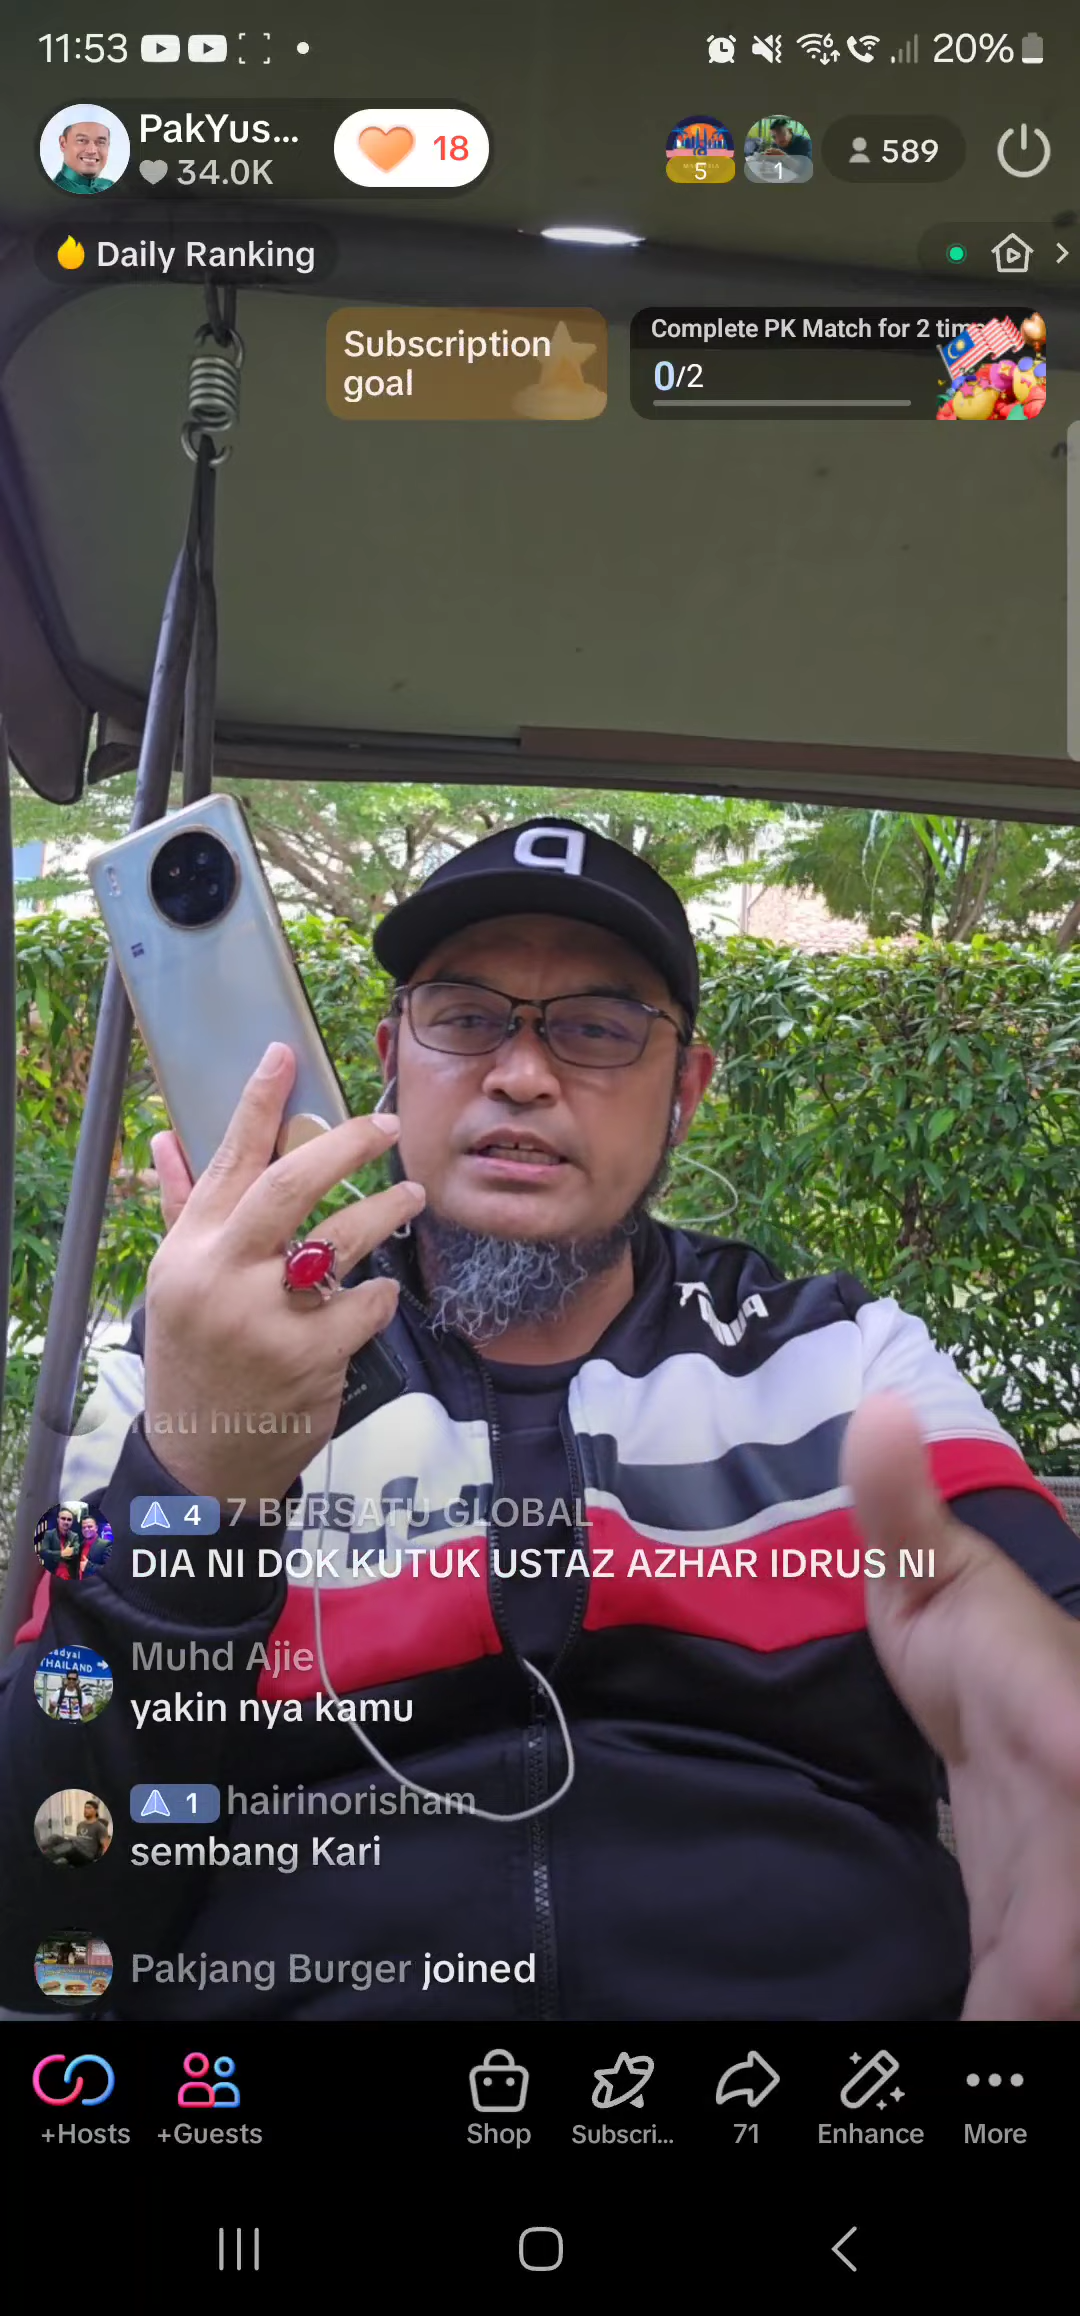 11:53
20%
PakYus...
34.0K
18
5
1
589
Daily Ranking
Subscription
goal
Complete PK Match for 2 tim
0/2
hati hitam
4 7 BERSATU GLOBAL
DIA NI DOK KUTUK USTAZ AZHAR IDRUS NI
Muhd Ajie
yakin nya kamu
1 hairinorisham
sembang Kari
Pakjang Burger joined
+Hosts
+Guests
Shop
Subscri...
71
Enhance
More